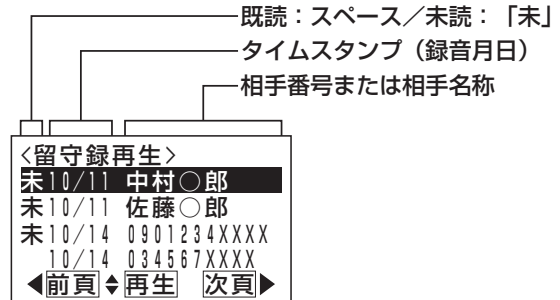 既読：スペース／未読：「未」
タイムスタンプ（録音月日）
相手番号または相手名称
<留守録再生>
未10/11 中村○郎
未10/11 佐藤○郎
未10/14 0901234XXXX
10/14 034567XXXX
◀前頁◆再生 次頁▶